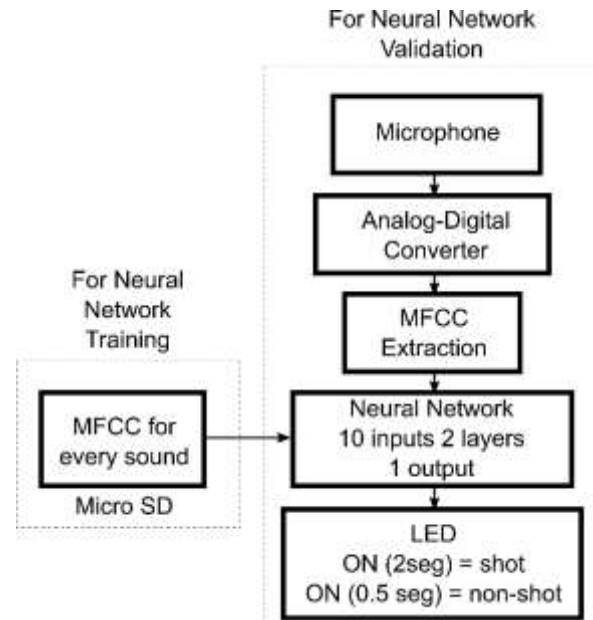 For Neural Network
Validation
Microphone
Analog-Digital
Converter
MFCC
Extraction
For Neural
Network
Training
MFCC for
every sound
Micro SD
Neural Network
10 inputs 2 layers
1 output
LED
ON (2seg) = shot
ON (0.5 seg) = non-shot